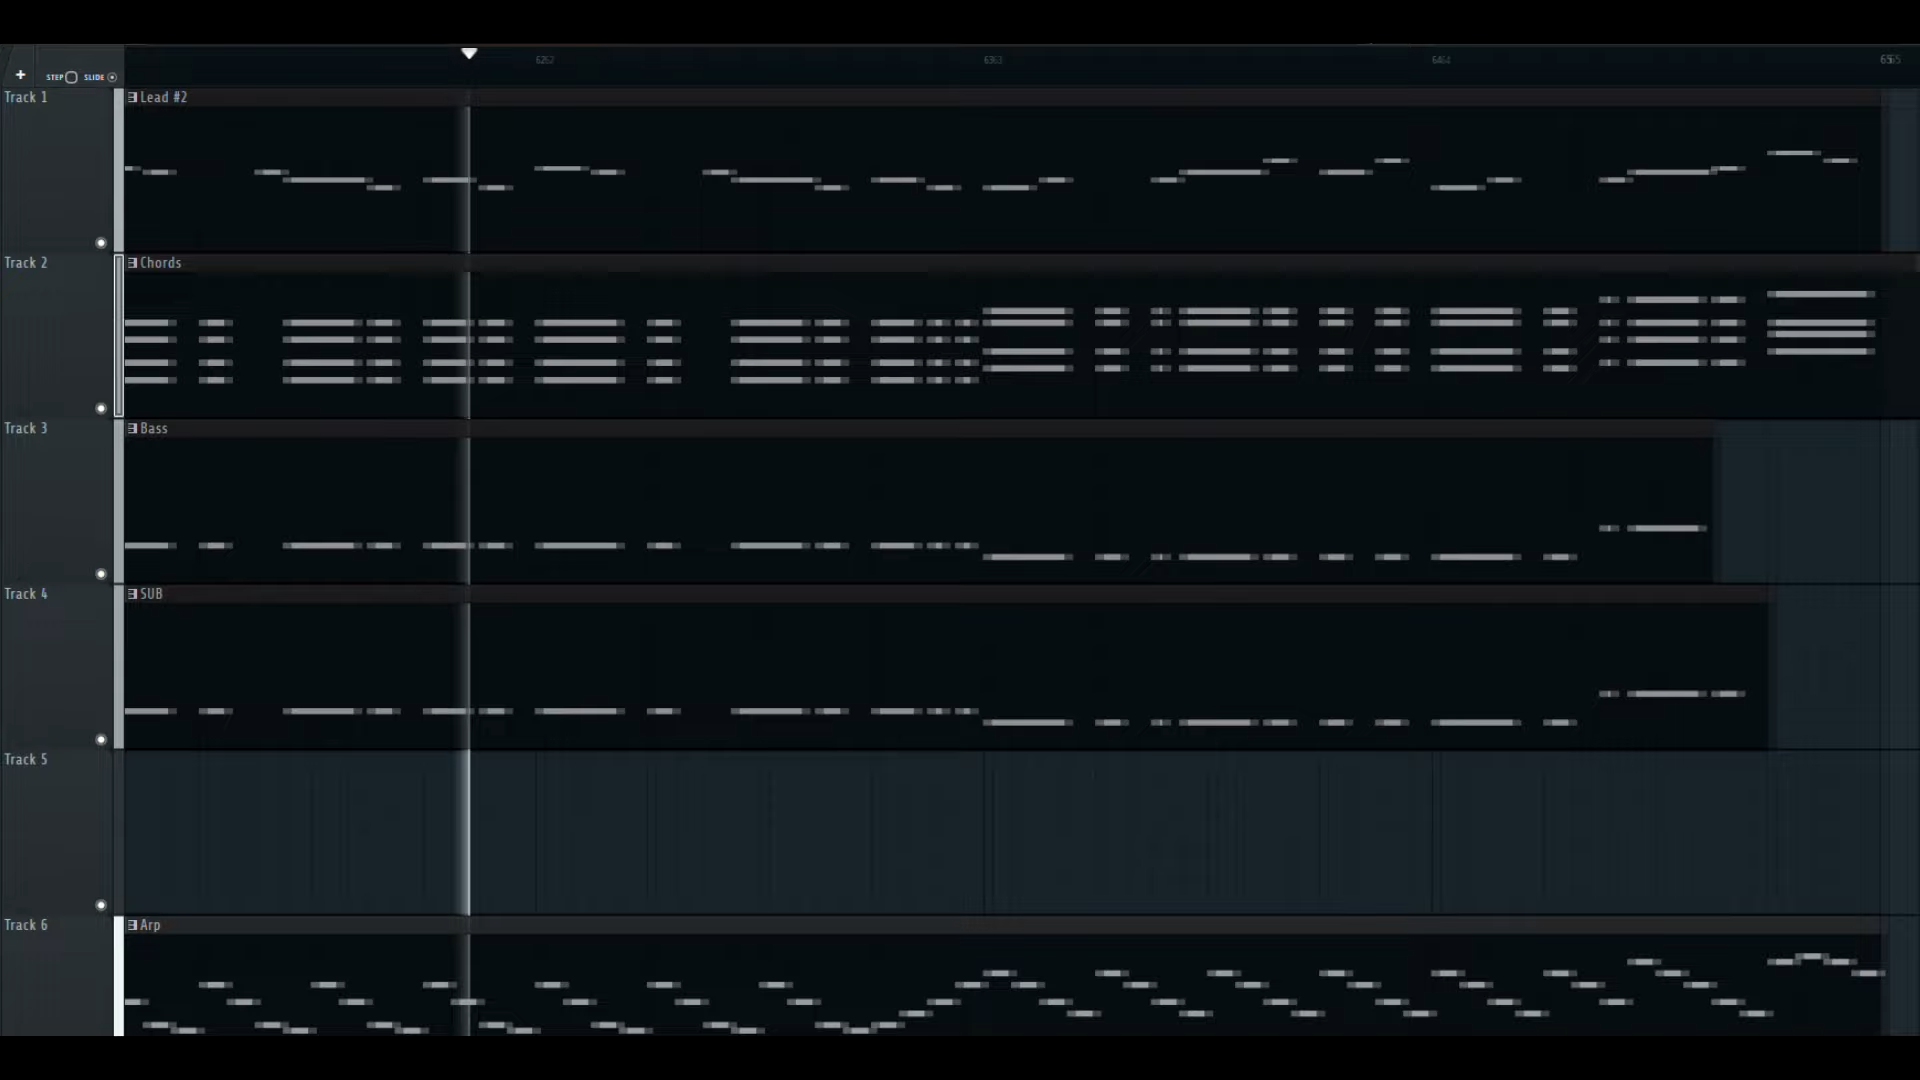 + STEP SLIDE
Track 1
Lead #2
Track 2
Chords
Track 3
Bass
Track 4
SUB
Track 5
Track 6
Arp